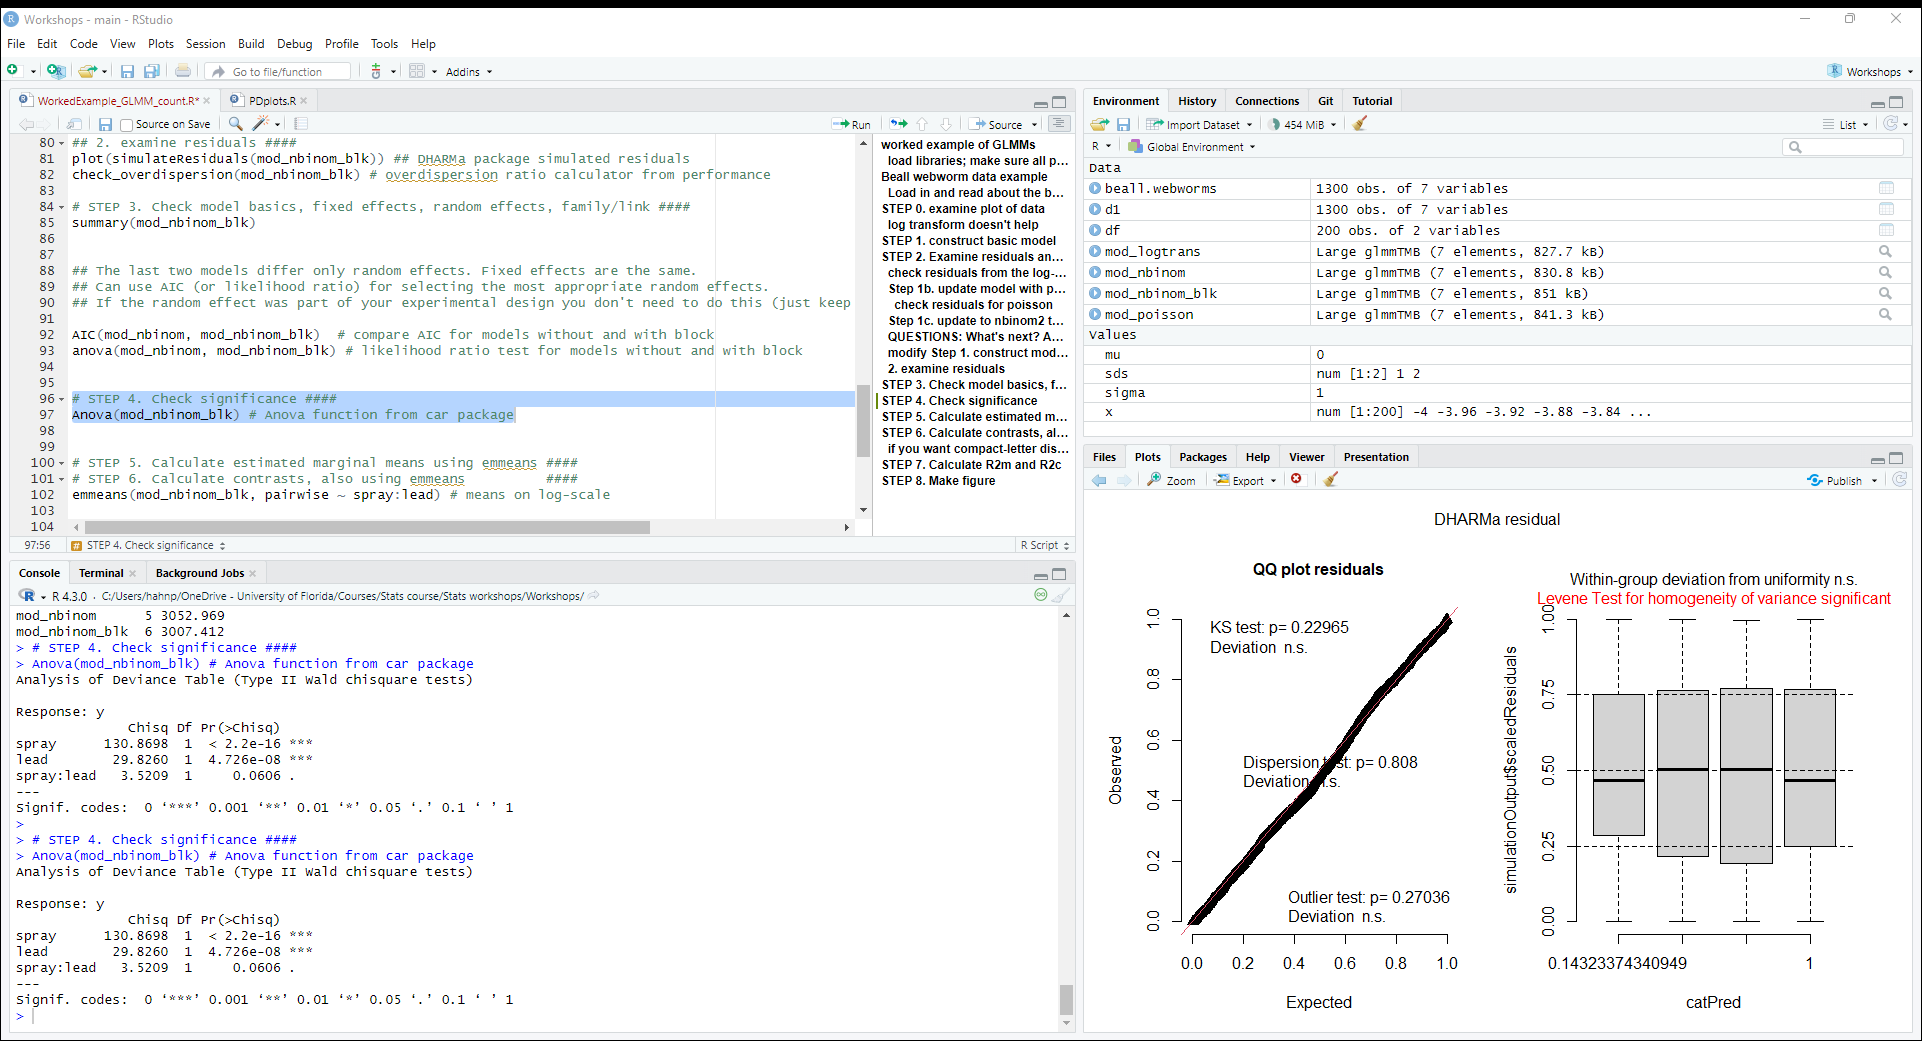 Workshops - main - RStudio
File Edit Code View Plots Session Build Debug Profile Tools Help
Go to file/function Addins Workshops
WorkedExample_GLMM_count.R* PDplots.R
Source on Save Run Source
80 ## 2. examine residuals ####
81 plot(simulateResiduals(mod_nbinom_blk)) ## DHARMa package simulated residuals
82 check_overdispersion(mod_nbinom_blk) # overdispersion ratio calculator from performance
83
84 # STEP 3. Check model basics, fixed effects, random effects, family/link ####
85 summary(mod_nbinom_blk)
86
87
88 ## The last two models differ only random effects. Fixed effects are the same.
89 ## Can use AIC (or likelihood ratio) for selecting the most appropriate random effects.
90 ## If the random effect was part of your experimental design you don't need to do this (just keep
91
92 AIC(mod_nbinom, mod_nbinom_blk)  # compare AIC for models without and with block
93 anova(mod_nbinom, mod_nbinom_blk) # likelihood ratio test for models without and with block
94
95
96 # STEP 4. Check significance ####
97 Anova(mod_nbinom_blk) # Anova function from car package
98
99
100 # STEP 5. Calculate estimated marginal means using emmeans ####
101 # STEP 6. Calculate contrasts, also using emmeans          ####
102 emmeans(mod_nbinom_blk, pairwise ~ spray:lead) # means on log-scale
103
104
97:56 STEP 4. Check significance R Script
worked example of GLMMs
load libraries; make sure all p...
Beall webworm data example
Load in and read about the b...
STEP 0. examine plot of data
log transform doesn't help
STEP 1. construct basic model
STEP 2. Examine residuals an...
check residuals from the log-...
Step 1b. update model with p...
check residuals for poisson
Step 1c. update to nbinom2 t...
QUESTIONS: What's next? A...
modify Step 1. construct mod...
2. examine residuals
STEP 3. Check model basics, f...
STEP 4. Check significance
STEP 5. Calculate estimated m...
STEP 6. Calculate contrasts, al...
if you want compact-letter dis...
STEP 7. Calculate R2m and R2c
STEP 8. Make figure
Console Terminal Background Jobs
R 4.3.0 · C:/Users/hahnp/OneDrive - University of Florida/Courses/Stats course/Stats workshops/Workshops/
mod_nbinom     5 3052.969
mod_nbinom_blk  6 3007.412
> # STEP 4. Check significance ####
> Anova(mod_nbinom_blk) # Anova function from car package
Analysis of Deviance Table (Type II Wald chisquare tests)
Response: y
Chisq Df Pr(>Chisq)
spray      130.8698  1  < 2.2e-16 ***
lead        29.8260  1  4.726e-08 ***
spray:lead   3.5209  1     0.0606 .
---
Signif. codes:  0 ‘***’ 0.001 ‘**’ 0.01 ‘*’ 0.05 ‘.’ 0.1 ‘ ’ 1
>
> # STEP 4. Check significance ####
> Anova(mod_nbinom_blk) # Anova function from car package
Analysis of Deviance Table (Type II Wald chisquare tests)
Response: y
Chisq Df Pr(>Chisq)
spray      130.8698  1  < 2.2e-16 ***
lead        29.8260  1  4.726e-08 ***
spray:lead   3.5209  1     0.0606 .
---
Signif. codes:  0 ‘***’ 0.001 ‘**’ 0.01 ‘*’ 0.05 ‘.’ 0.1 ‘ ’ 1
>
Environment History Connections Git Tutorial
Import Dataset 454 MiB List
R Global Environment
Data
beall.webworms 1300 obs. of 7 variables
d1 1300 obs. of 7 variables
df 200 obs. of 2 variables
mod_logtrans Large glmmTMB (7 elements, 827.7 kB)
mod_nbinom Large glmmTMB (7 elements, 830.8 kB)
mod_nbinom_blk Large glmmTMB (7 elements, 851 kB)
mod_poisson Large glmmTMB (7 elements, 841.3 kB)
Values
mu 0
sds num [1:2] 1 2
sigma 1
x num [1:200] -4 -3.96 -3.92 -3.88 -3.84 ...
Files Plots Packages Help Viewer Presentation
Zoom Export Publish
DHARMa residual
QQ plot residuals
KS test: p= 0.22965
Deviation n.s.
Dispersion test: p= 0.808
Deviation n.s.
Outlier test: p= 0.27036
Deviation n.s.
Observed
0.0 0.2 0.4 0.6 0.8 1.0
0.0 0.2 0.4 0.6 0.8 1.0
Expected
Within-group deviation from uniformity n.s.
Levene Test for homogeneity of variance significant
simulationOutput$scaledResiduals
0.00 0.25 0.50 0.75 1.00
0.14323374340949 1
catPred